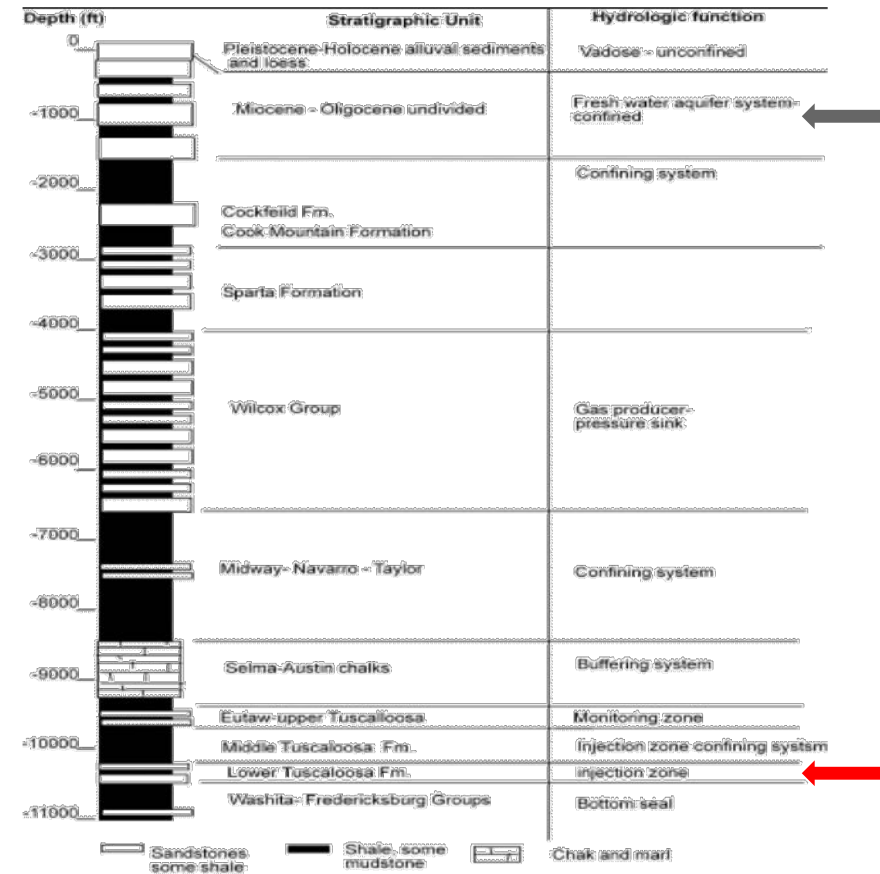 Depth (ft)
Stratigraphic Unit
Hydrologic function
0
Pleistocene-Holocene alluval sediments
and loess
Vadose - unconfined
-1000
Miocene - Oligocene undivided
Fresh water aquifer system-
confined
-2000
Confining system
Cockfeild Fm.
Cook Mountain Formation
-3000
Sparta Formation
-4000
-5000
Wilcox Group
Gas producer-
pressure sink
-6000
-7000
Midway- Navarro - Taylor
Confining system
-8000
-9000
Selma-Austin chalks
Buffering system
Eutaw-upper Tuscalloosa
Monitoring zone
-10000
Middle Tuscaloosa Fm.
Injection zone confining system
Lower Tuscaloosa Fm.
injection zone
-11000
Washita- Fredericksburg Groups
Bottom seal
Sandstones
some shale
Shale, some
mudstone
Chak and marl